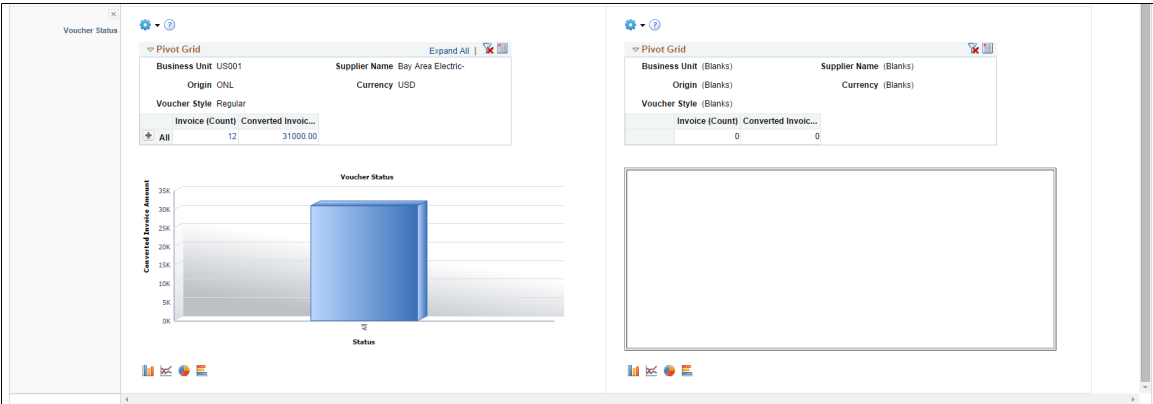 Voucher Status
Pivot Grid
Expand All |
Business Unit US001
Supplier Name Bay Area Electric-
Origin ONL
Currency USD
Voucher Style Regular
Invoice (Count) Converted Invoic...
All 12 31000.00
Voucher Status
Converted Invoice Amount
35K
30K
25K
20K
15K
10K
5K
0K
All
Status
Pivot Grid
Business Unit (Blanks)
Supplier Name (Blanks)
Origin (Blanks)
Currency (Blanks)
Voucher Style (Blanks)
Invoice (Count) Converted Invoic...
0 0